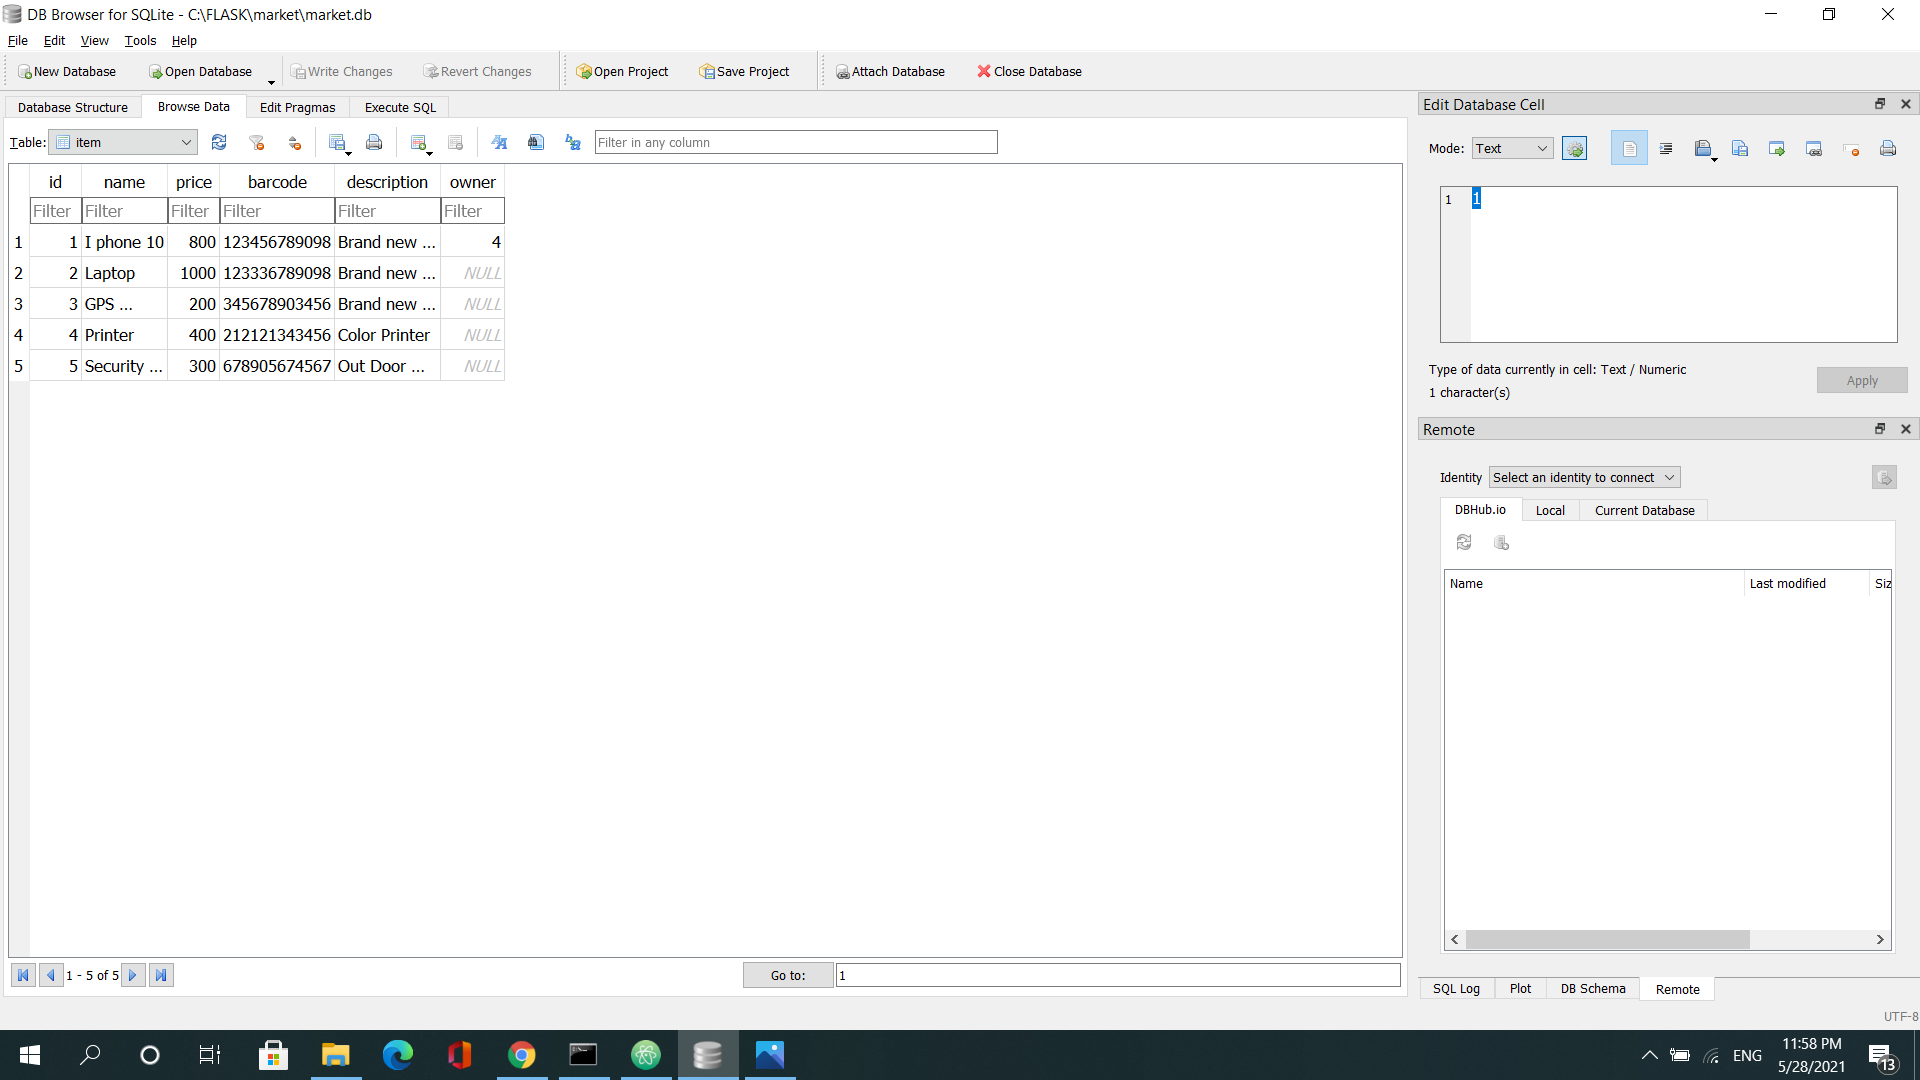 DB Browser for SQLite - C:\FLASK\market\market.db
File Edit View Tools Help
New Database Open Database Write Changes Revert Changes Open Project Save Project Attach Database Close Database
Database Structure Browse Data Edit Pragmas Execute SQL
Table: item Filter in any column
id name price barcode description owner
Filter Filter Filter Filter Filter Filter
1 1 I phone 10 800 123456789098 Brand new ... 4
2 2 Laptop 1000 123336789098 Brand new ... NULL
3 3 GPS ... 200 345678903456 Brand new ... NULL
4 4 Printer 400 212121343456 Color Printer NULL
5 5 Security ... 300 678905674567 Out Door ... NULL
1 - 5 of 5 Go to: 1
Edit Database Cell
Mode: Text
1 1
Type of data currently in cell: Text / Numeric
1 character(s)
Apply
Remote
Identity Select an identity to connect
DBHub.io Local Current Database
Name Last modified Siz
SQL Log Plot DB Schema Remote
UTF-8
ENG
11:58 PM
5/28/2021
13